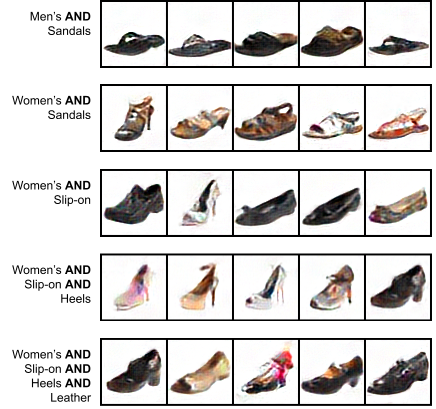 Men's AND
Sandals
Women's AND
Sandals
Women's AND
Slip-on
Women's AND
Slip-on AND
Heels
Women's AND
Slip-on AND
Heels AND
Leather